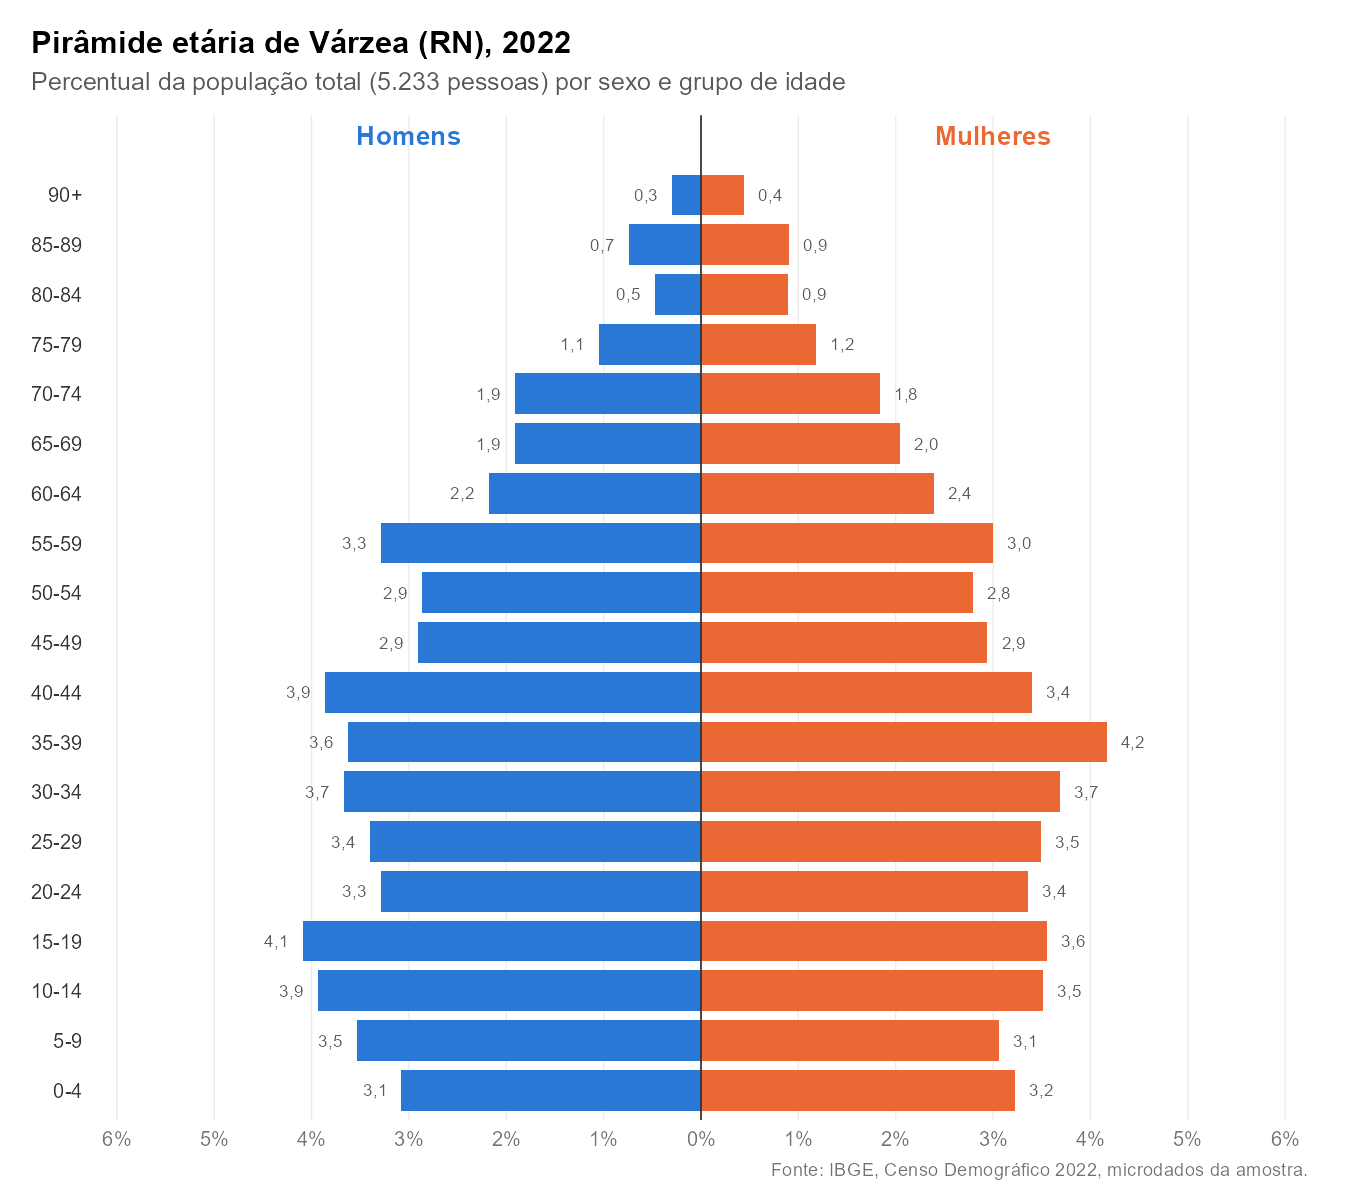 Pirâmide etária de Várzea (RN), 2022
Percentual da população total (5.233 pessoas) por sexo e grupo de idade
Homens Mulheres
90+ 0,3 0,4
85-89 0,7 0,9
80-84 0,5 0,9
75-79 1,1 1,2
70-74 1,9 1,8
65-69 1,9 2,0
60-64 2,2 2,4
55-59 3,3 3,0
50-54 2,9 2,8
45-49 2,9 2,9
40-44 3,9 3,4
35-39 3,6 4,2
30-34 3,7 3,7
25-29 3,4 3,5
20-24 3,3 3,4
15-19 4,1 3,6
10-14 3,9 3,5
5-9 3,5 3,1
0-4 3,1 3,2
6% 5% 4% 3% 2% 1% 0% 1% 2% 3% 4% 5% 6%
Fonte: IBGE, Censo Demográfico 2022, microdados da amostra.